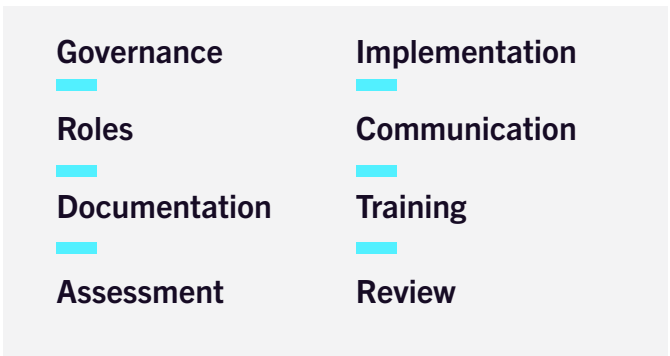 Governance
Roles
Documentation
Assessment
Implementation
Communication
Training
Review